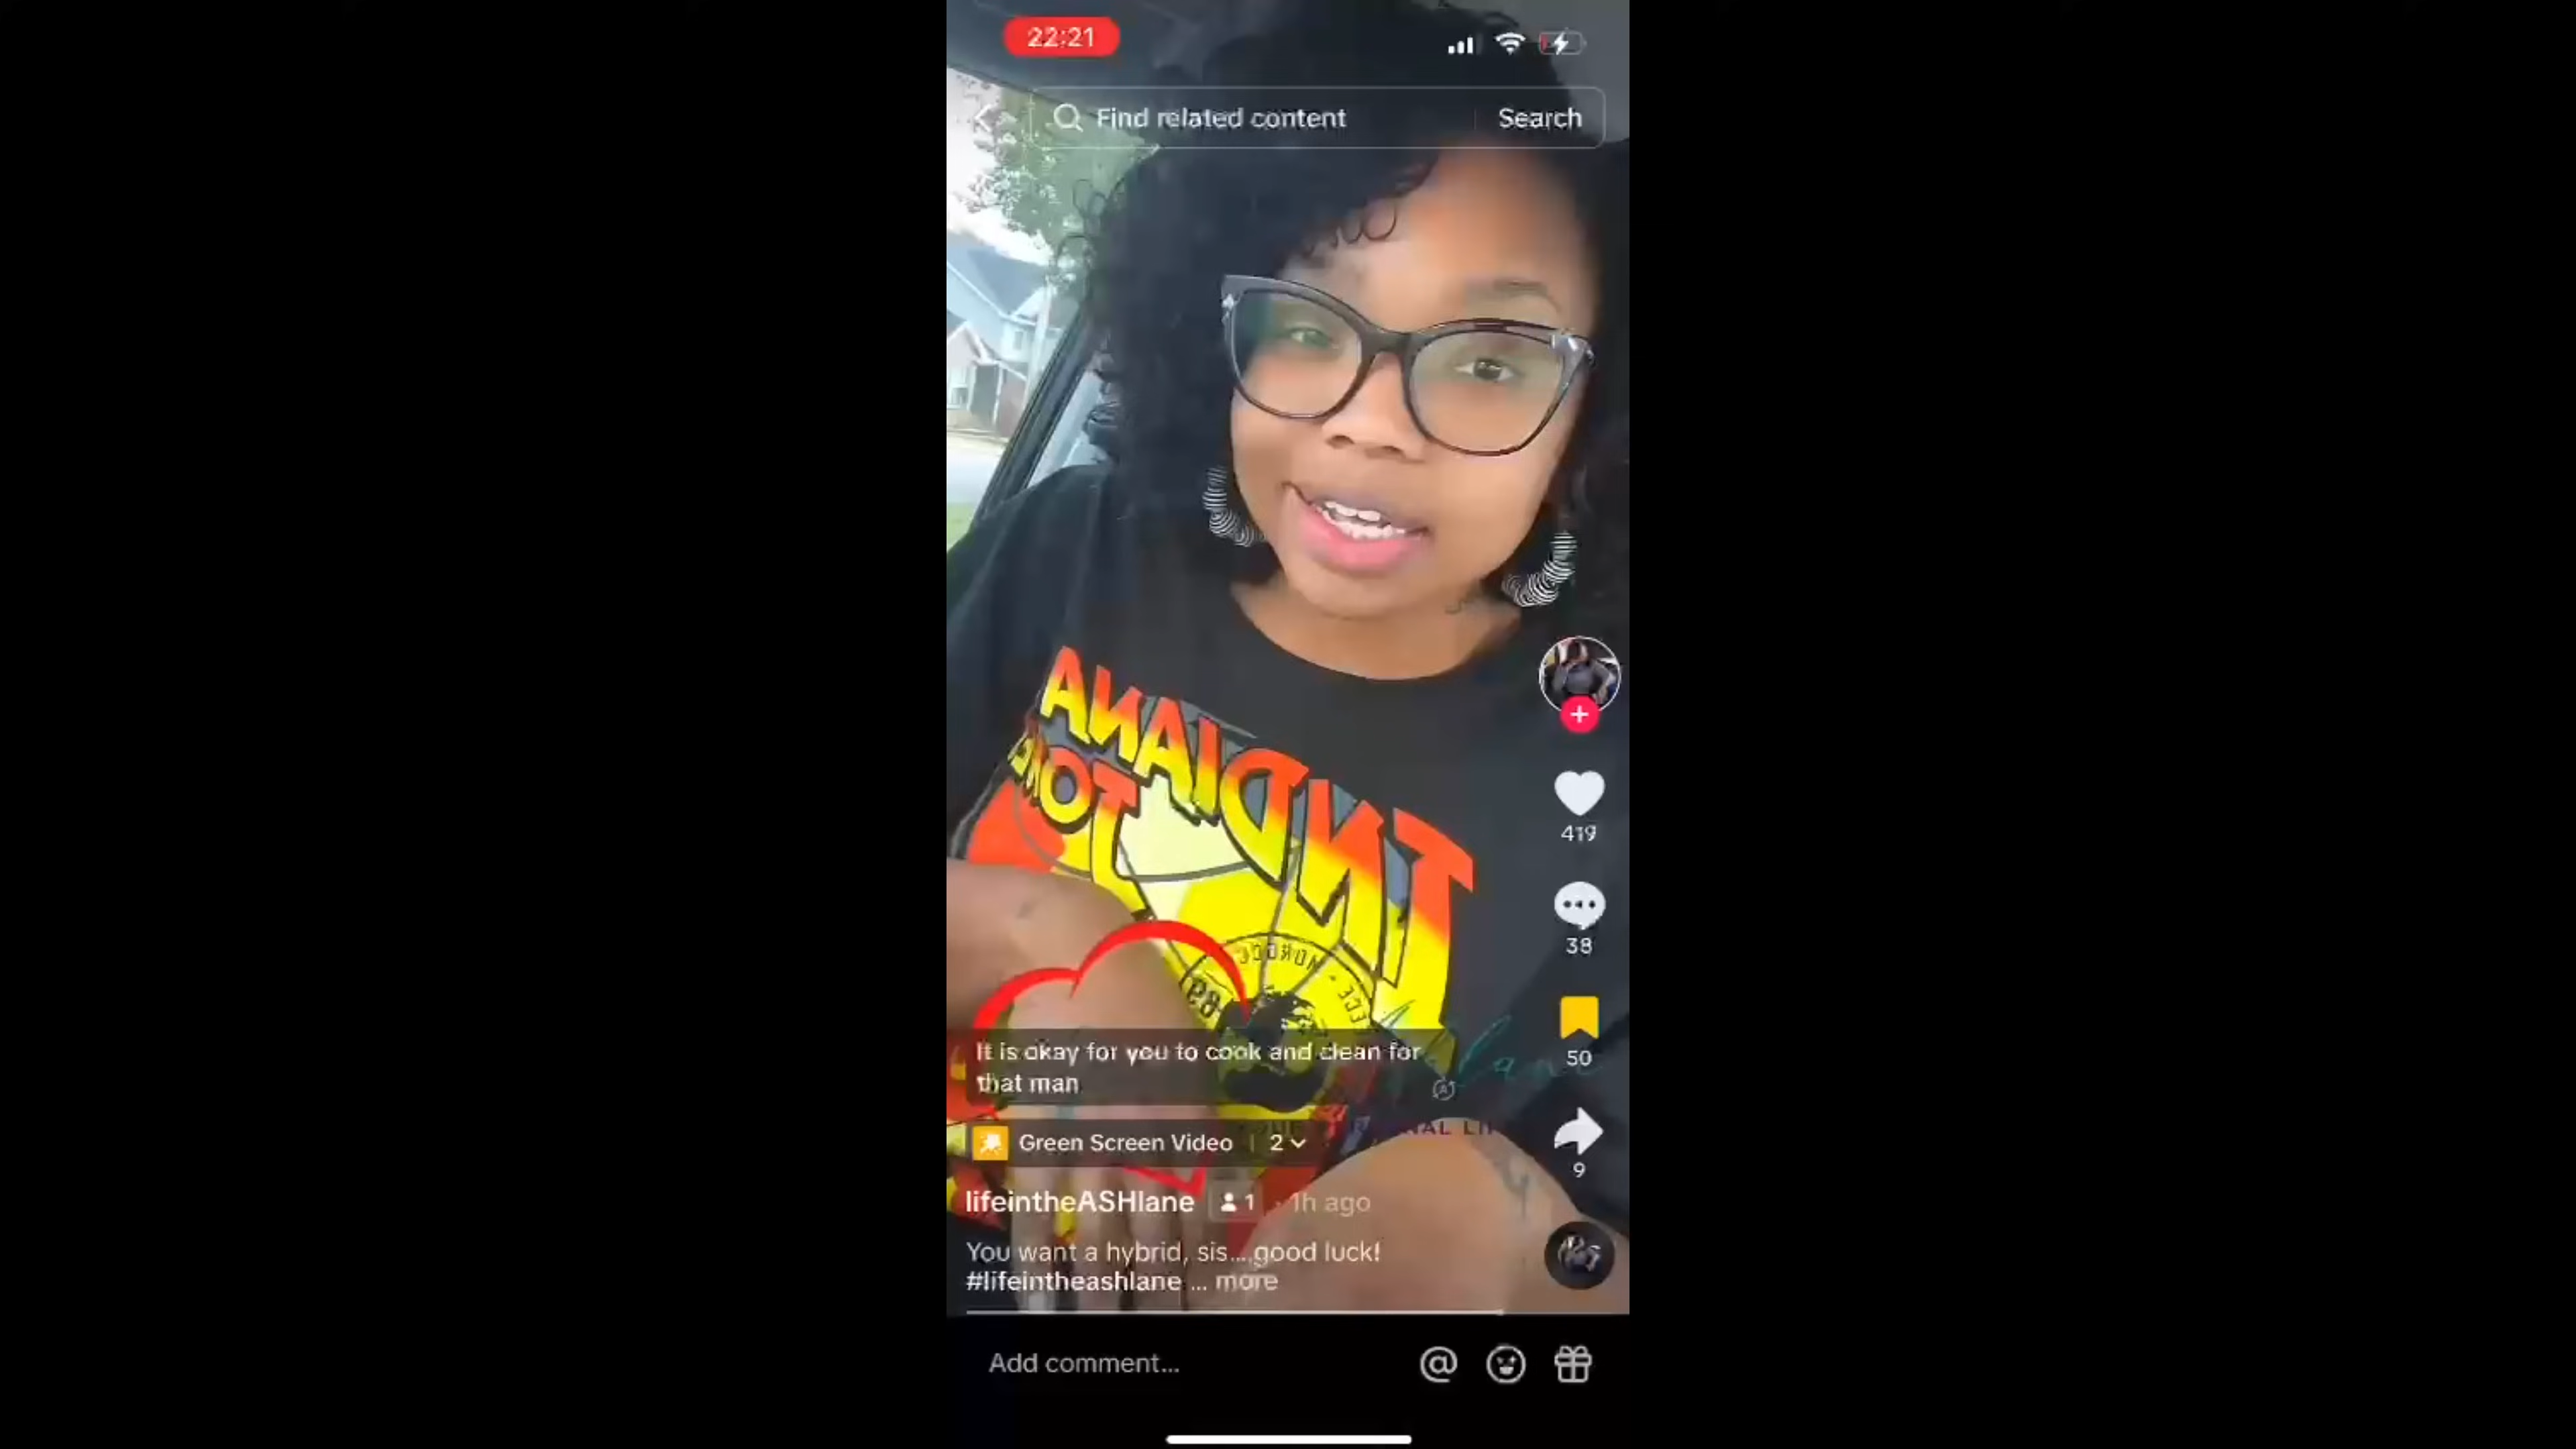 22:21
Find related content
Search
INDIANA
419
38
50
It is okay for you to cook and clean for
that man
Green Screen Video | 2
9
lifeintheASHlane 1 · 1h ago
You want a hybrid, sis....good luck!
#lifeintheashlane ... more
Add comment...